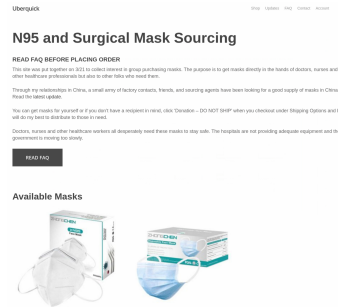 Uberquick
Shop Updates FAQ Contact Account
N95 and Surgical Mask Sourcing
READ FAQ BEFORE PLACING ORDER
This site was put together on 3/21 to collect interest in group purchasing masks. The purpose is to get masks directly in the hands of doctors, nurses and
other healthcare professionals but also to other folks who need them.
Through my relationships in China, a small army of factory contacts, friends, and sourcing agents have been looking for a good supply of masks in China
Read the latest update.
You can get masks for yourself or if you don't have a recipient in mind, click "Donation – DO NOT SHIP" when you checkout under Shipping Options and I
will do my best to distribute to those in need.
Doctors, nurses and other healthcare workers all desperately need these masks to stay safe. The hospitals are not providing adequate equipment and th
government is moving too slowly.
READ FAQ
Available Masks